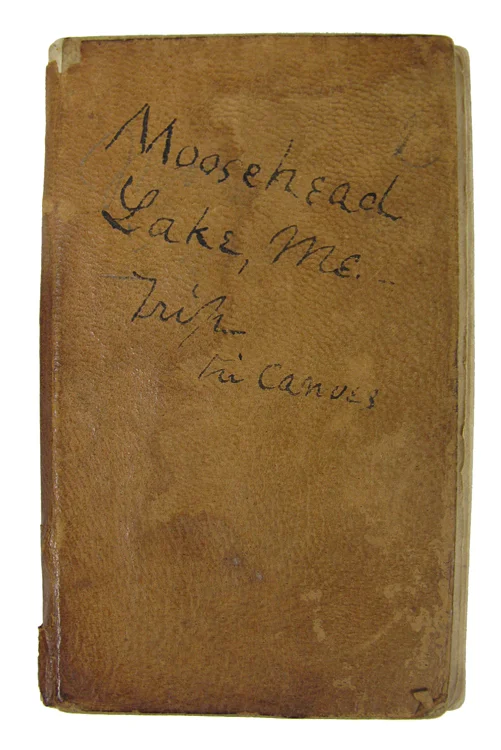 Moosehead
Lake, Me.
Trip
in canoes